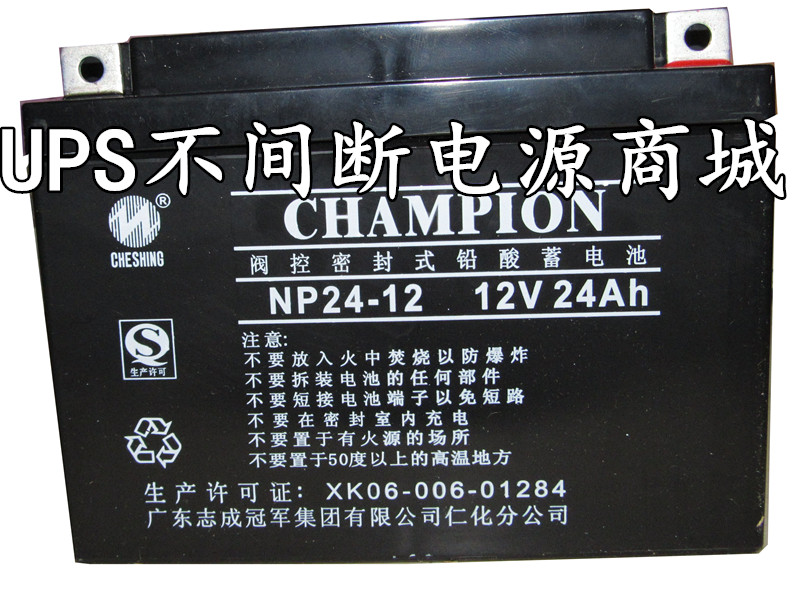 UPS不间断电源商城
CHESHING
®
CHAMPION
阀控密封式铅酸蓄电池
NP24-12 12V 24Ah
生产许可
注意:
不要放入火中焚烧以防爆炸
不要拆装电池的任何部件
不要短接电池端子以免短路
不要在密封室内充电
不要置于有火源的场所
不要置于50度以上的高温地方
生产许可证: XK06-006-01284
广东志成冠军集团有限公司仁化分公司